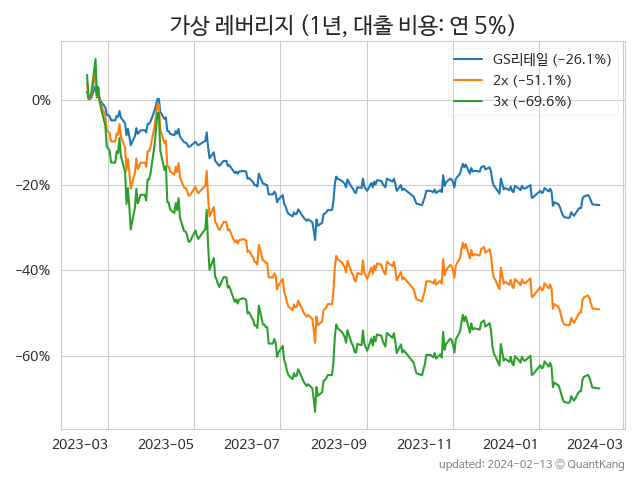 가상 레버리지 (1년, 대출 비용: 연 5%)
GS리테일 (−26.1%)
2x (−51.1%)
3x (−69.6%)
0%
−20%
−40%
−60%
2023-03 2023-05 2023-07 2023-09 2023-11 2024-01 2024-03
updated: 2024-02-13 © QuantKang